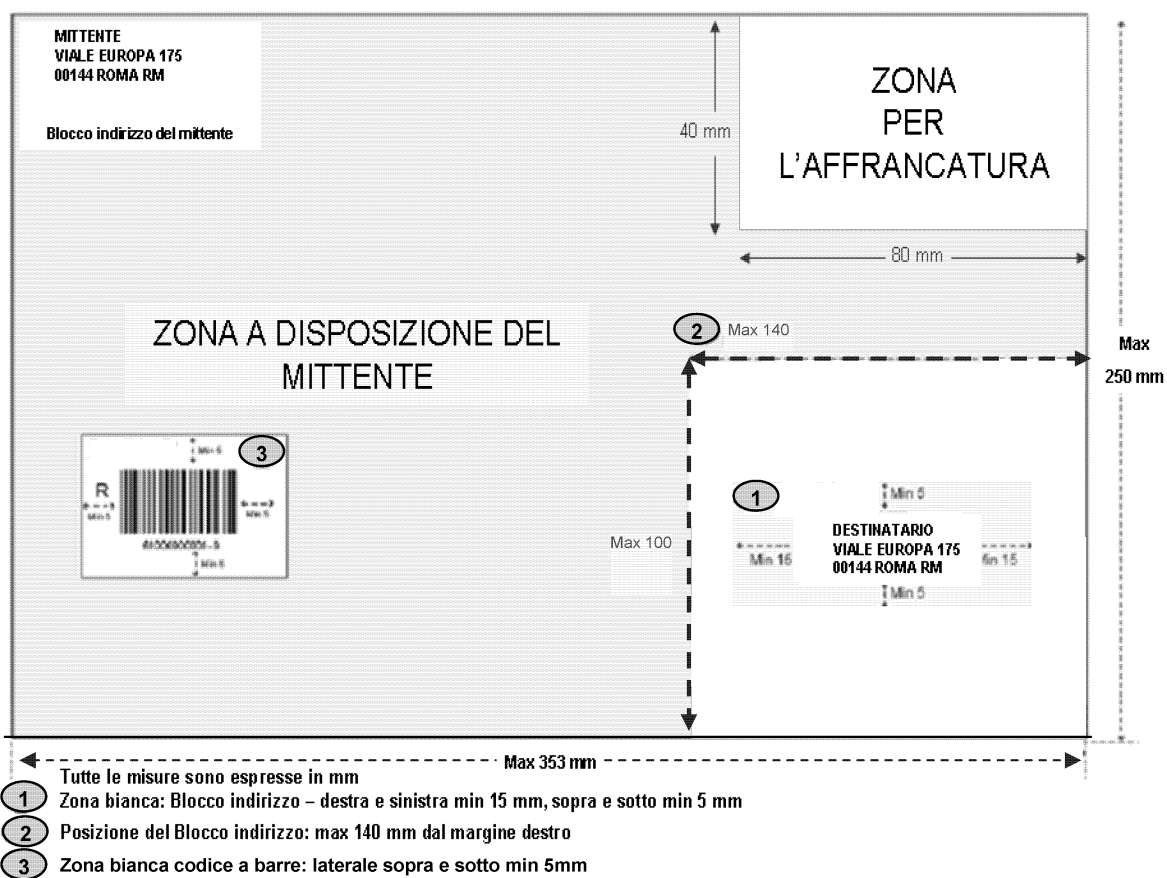 MITTENTE
VIALE EUROPA 175
00144 ROMA RM
Blocco indirizzo del mittente
ZONA
PER
L'AFFRANCATURA
40 mm
80 mm
ZONA A DISPOSIZIONE DEL
MITTENTE
2
Max 140
Max
250 mm
3
Min 5
R
Min 5
Min 5
Min 5
1
Min 5
Max 100
DESTINATARIO
VIALE EUROPA 175
00144 ROMA RM
Min 15
Min 15
Min 5
Max 353 mm
Tutte le misure sono espresse in mm
1 Zona bianca: Blocco indirizzo – destra e sinistra min 15 mm, sopra e sotto min 5 mm
2 Posizione del Blocco indirizzo: max 140 mm dal margine destro
3 Zona bianca codice a barre: laterale sopra e sotto min 5mm